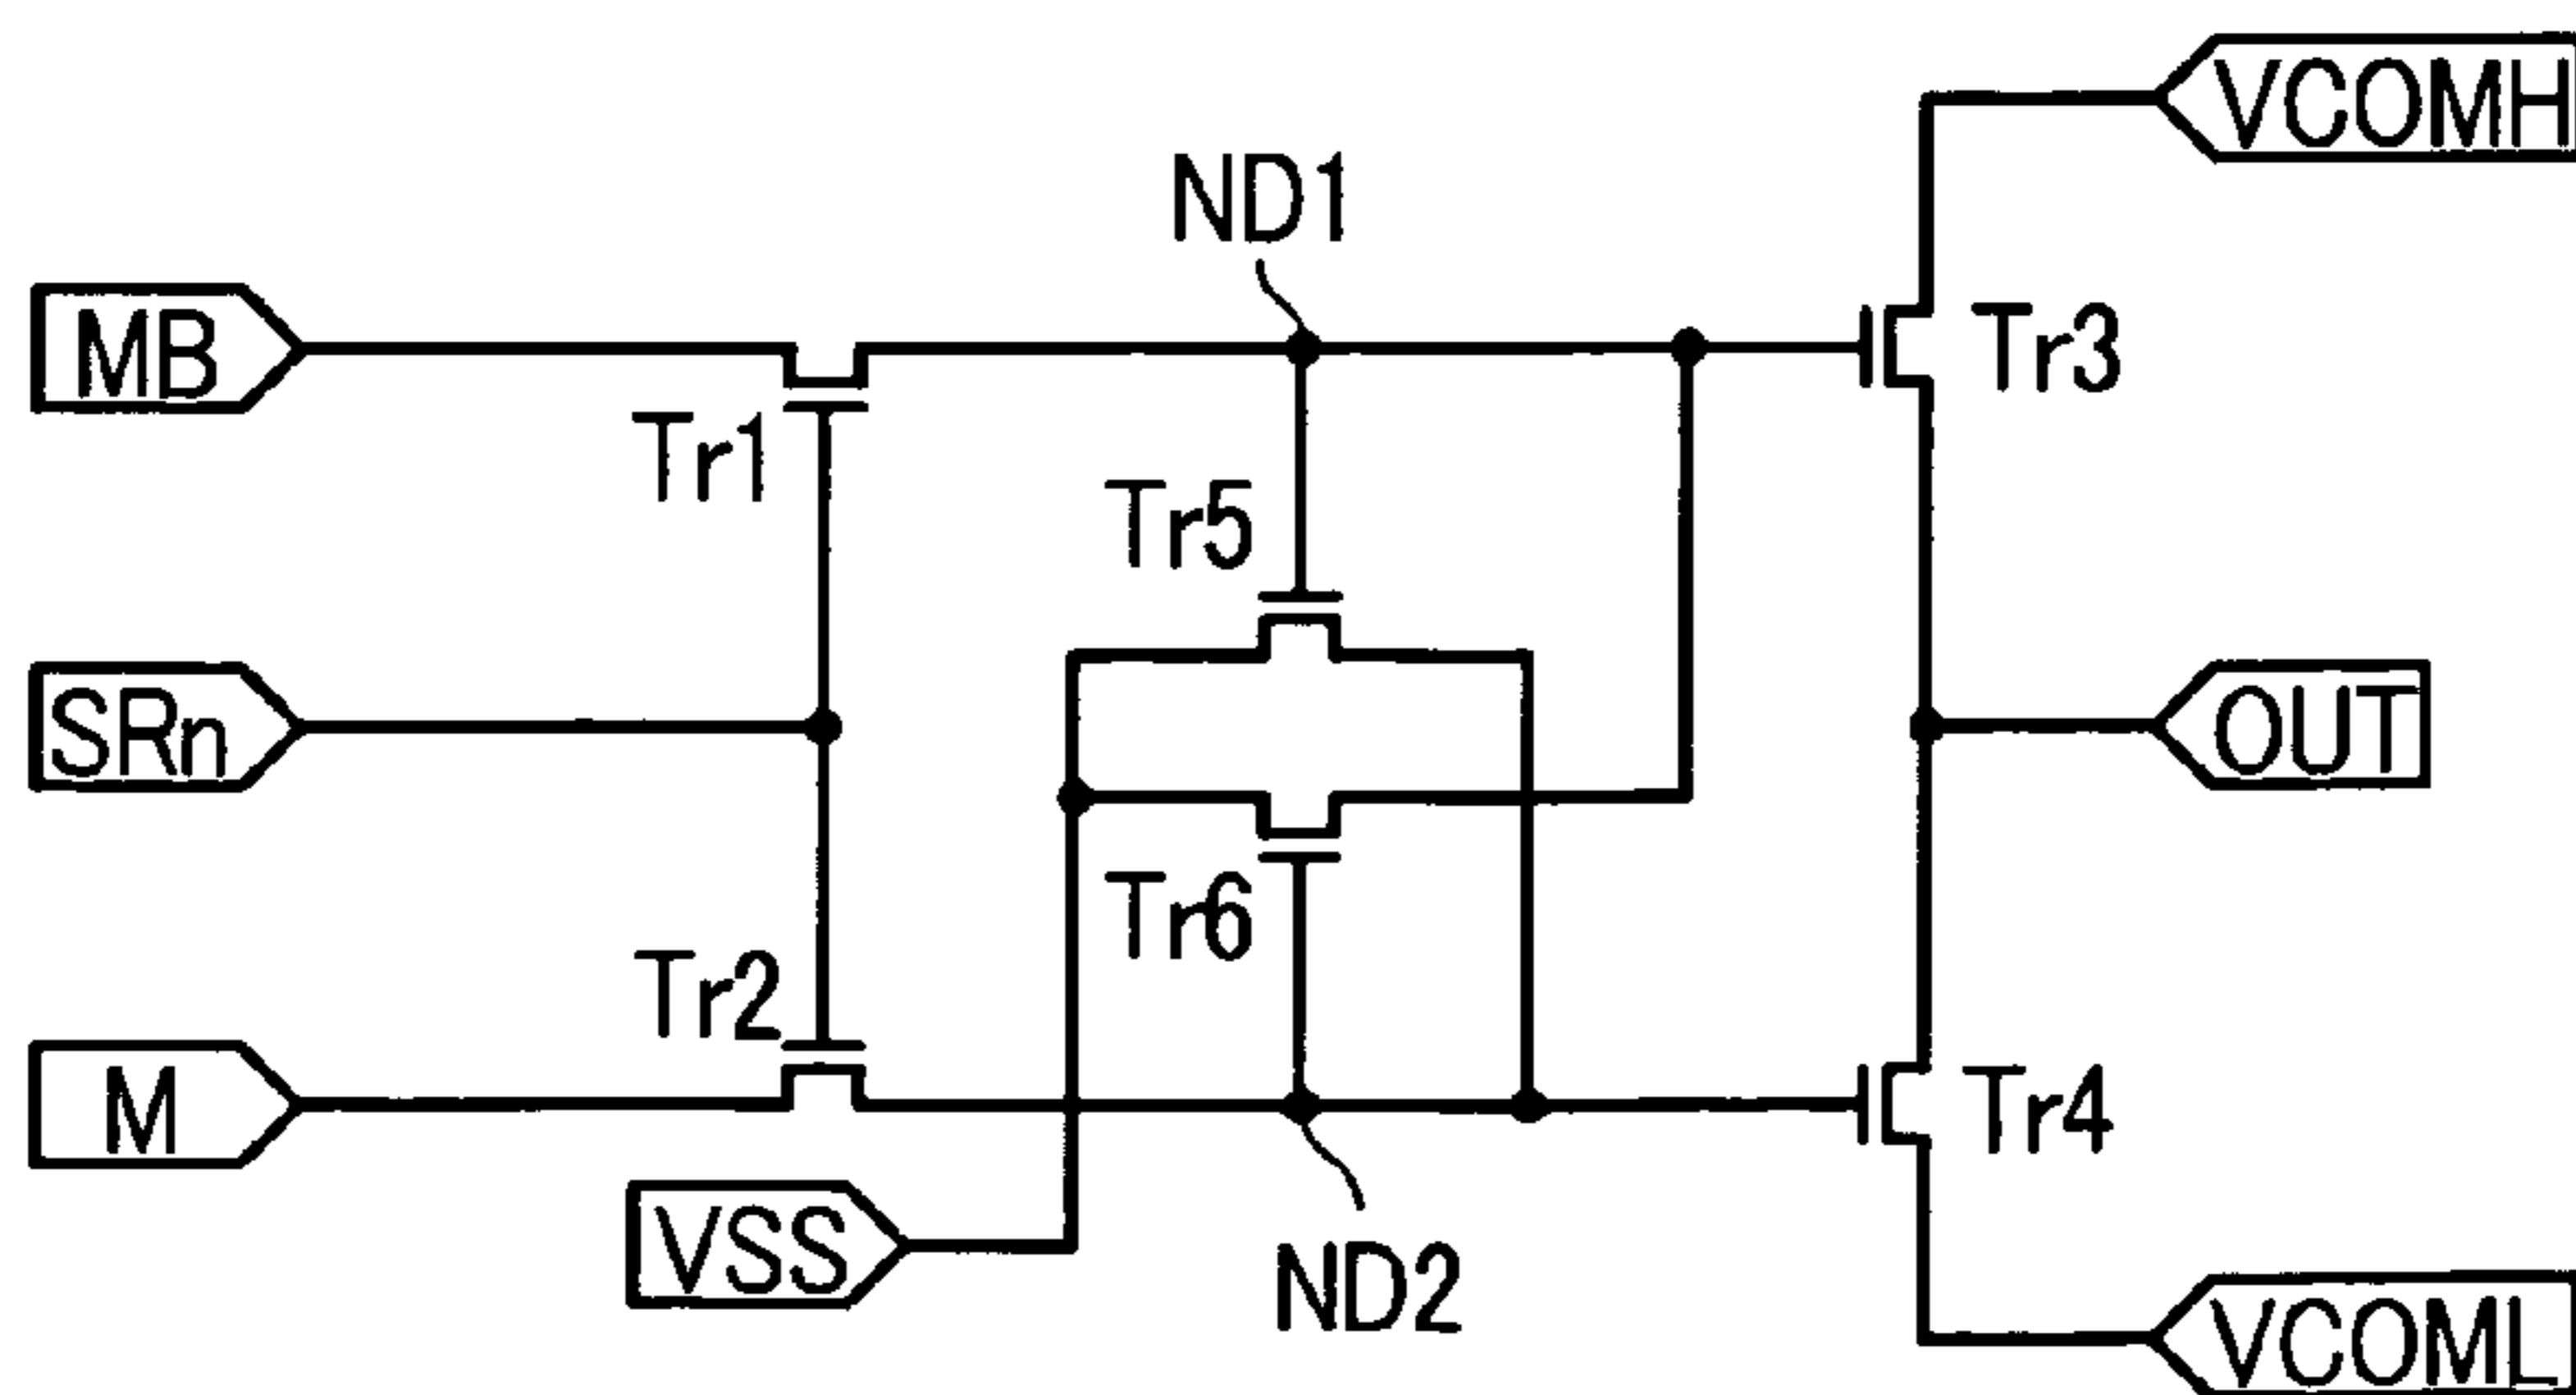 VCOMH
ND1
MB
Tr3
Tr1
Tr5
SRn
OUT
Tr6
Tr2
M
Tr4
VSS
ND2
VCOML